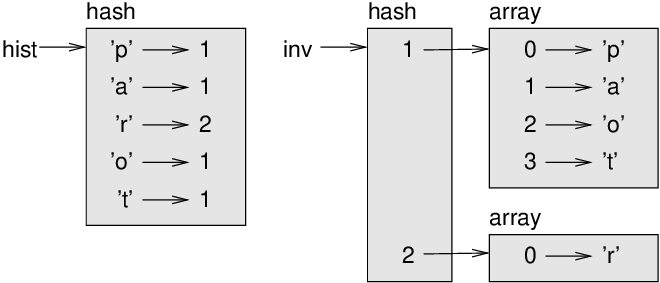 hash
hist
'p' 1
'a' 1
'r' 2
'o' 1
't' 1
hash
inv
1
2
array
0 'p'
1 'a'
2 'o'
3 't'
array
0 'r'